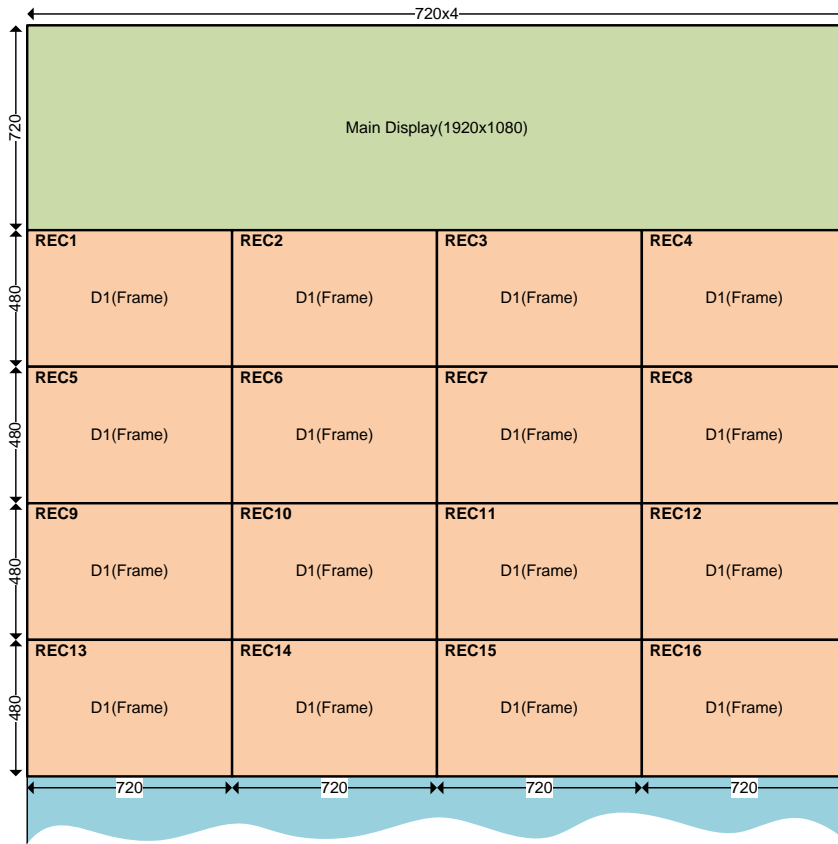 720x4
720
Main Display(1920x1080)
REC1 REC2 REC3 REC4
480
D1(Frame) D1(Frame) D1(Frame) D1(Frame)
REC5 REC6 REC7 REC8
480
D1(Frame) D1(Frame) D1(Frame) D1(Frame)
REC9 REC10 REC11 REC12
480
D1(Frame) D1(Frame) D1(Frame) D1(Frame)
REC13 REC14 REC15 REC16
480
D1(Frame) D1(Frame) D1(Frame) D1(Frame)
720 720 720 720